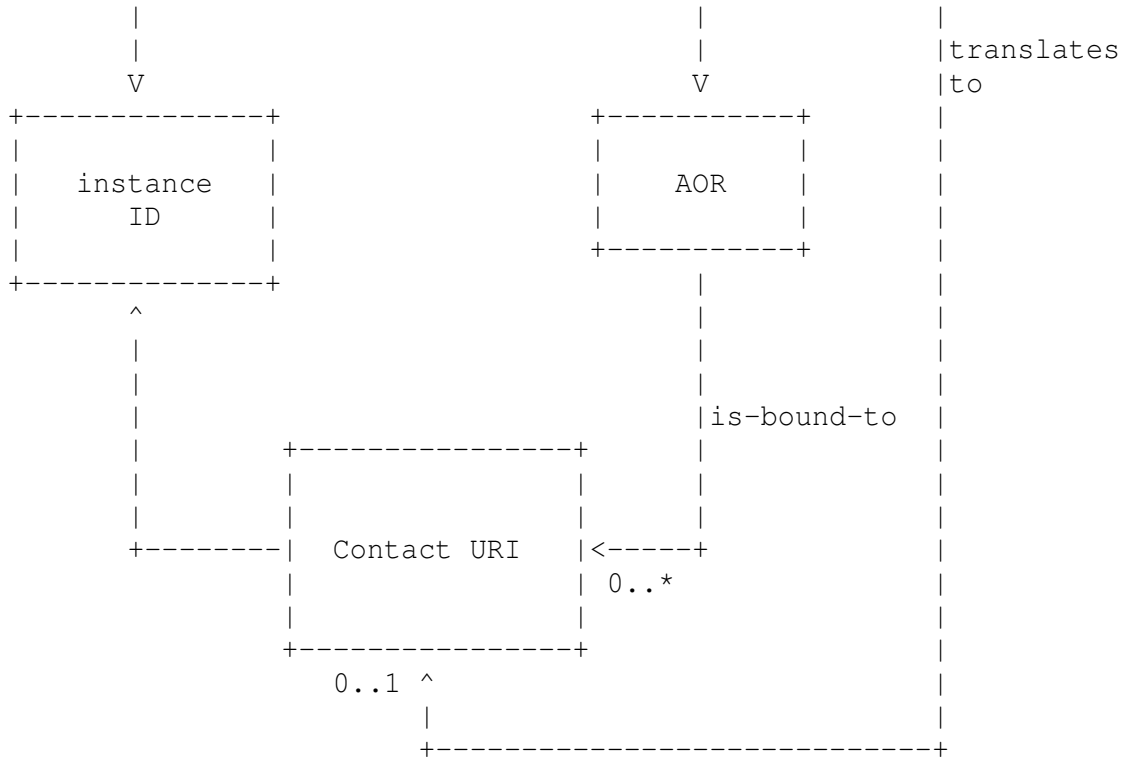 translates
to
instance
ID
AOR
is-bound-to
Contact URI
0..*
0..1